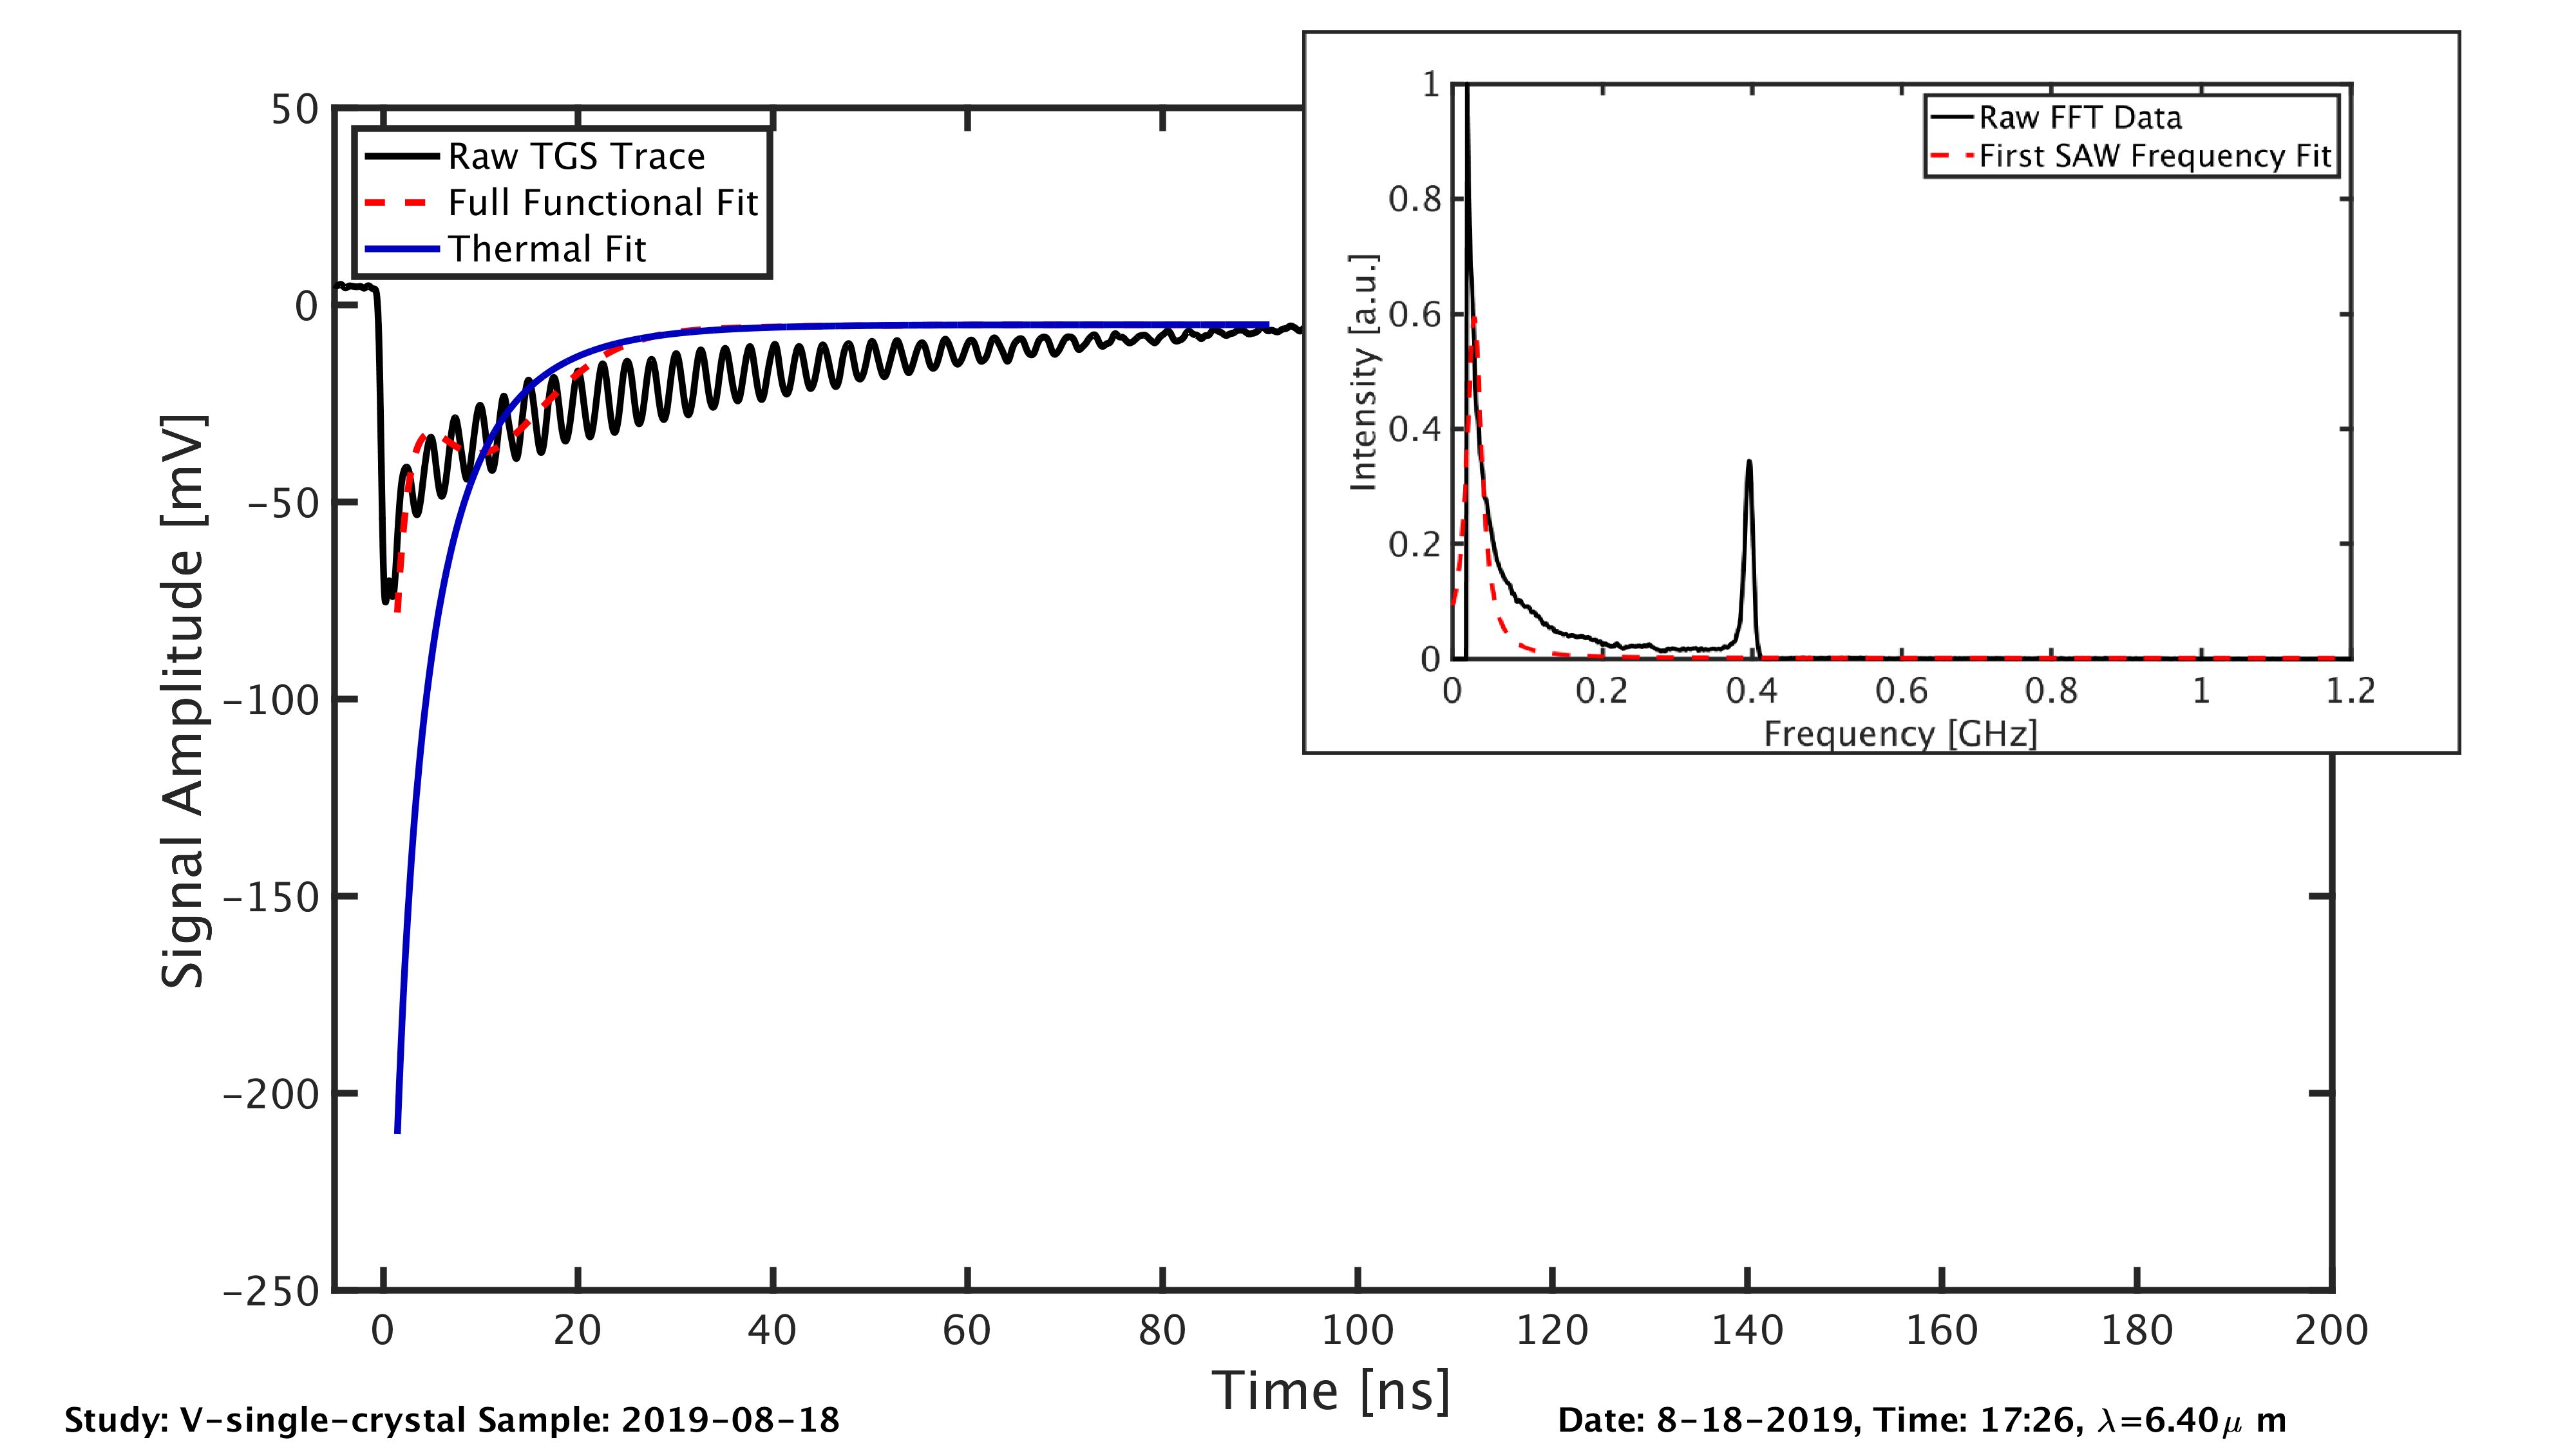 50
0
-50
-100
-150
-200
-250
Signal Amplitude [mV]
Raw TGS Trace
Full Functional Fit
Thermal Fit
1
0.8
0.6
0.4
0.2
0
Intensity [a.u.]
Raw FFT Data
First SAW Frequency Fit
0 0.2 0.4 0.6 0.8 1 1.2
Frequency [GHz]
0 20 40 60 80 100 120 140 160 180 200
Time [ns]
Study: V-single-crystal Sample: 2019-08-18
Date: 8-18-2019, Time: 17:26, λ=6.40μ m